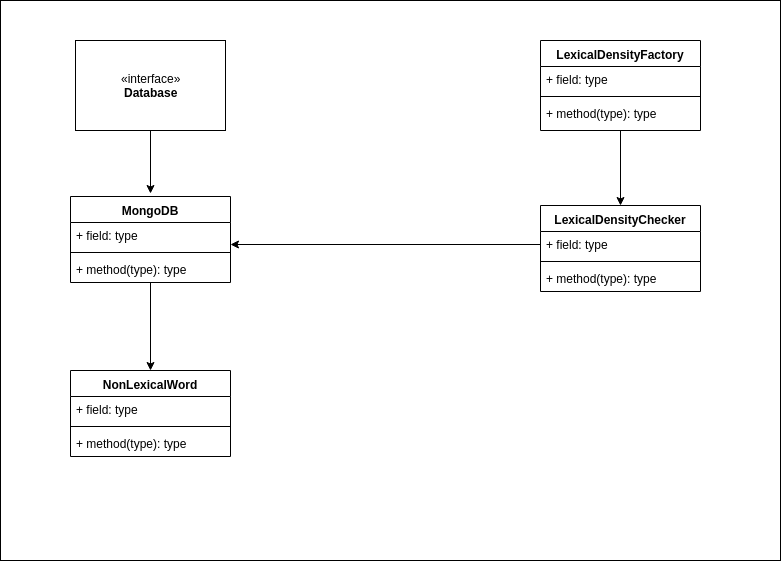 «interface»
Database
LexicalDensityFactory
+ field: type
+ method(type): type
MongoDB
+ field: type
+ method(type): type
LexicalDensityChecker
+ field: type
+ method(type): type
NonLexicalWord
+ field: type
+ method(type): type